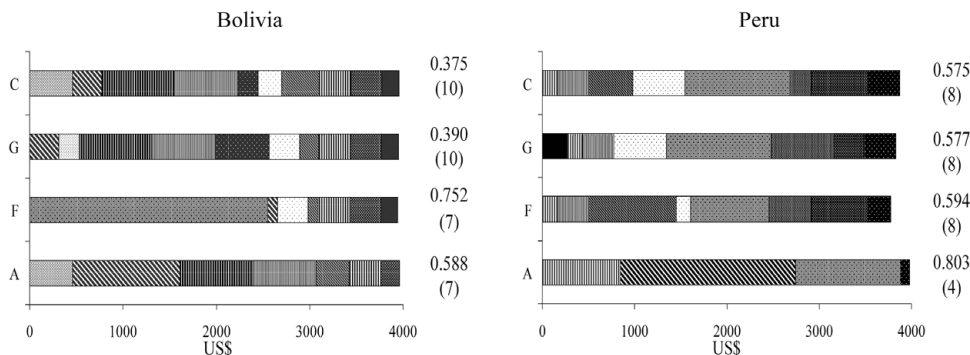 Bolivia
C
0.375
(10)
G
0.390
(10)
F
0.752
(7)
A
0.588
(7)
0 1000 2000 3000 4000
US$
Peru
C
0.575
(8)
G
0.577
(8)
F
0.594
(8)
A
0.803
(4)
0 1000 2000 3000 4000
US$